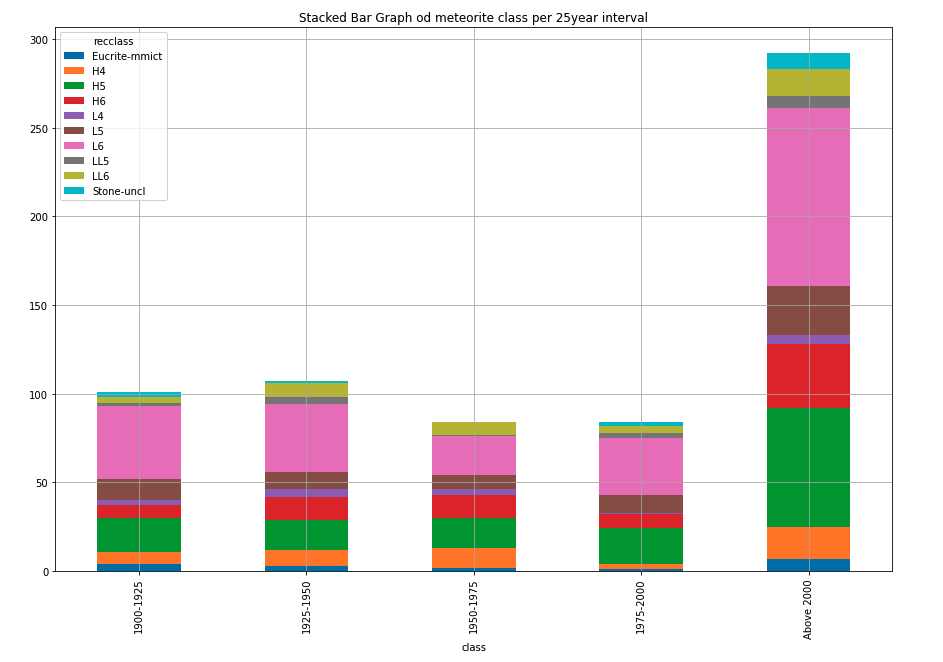 Stacked Bar Graph od meteorite class per 25year interval
300
250
200
150
100
50
0
recclass
Eucrite-mmict
H4
H5
H6
L4
L5
L6
LL5
LL6
Stone-uncl
1900-1925
1925-1950
1950-1975
1975-2000
Above 2000
class